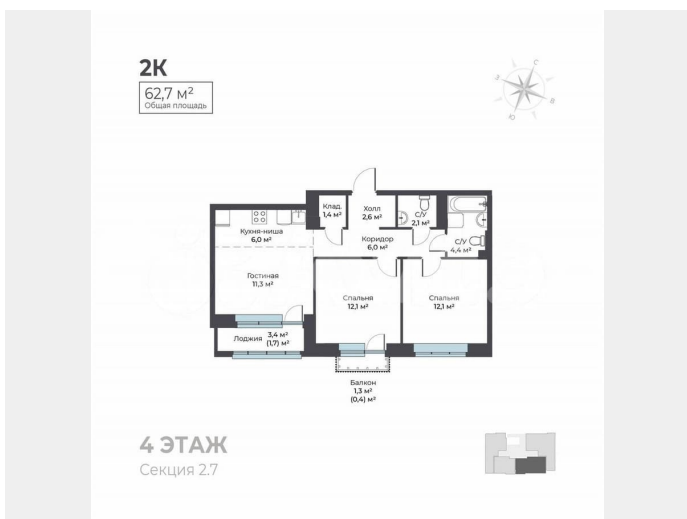 2К
62,7 м²
Общая площадь
С
З
В
Ю
Клад.
1,4 м²
Холл
2,6 м²
С/У
2,1 м²
Кухня-ниша
6,0 м²
Коридор
6,0 м²
С/У
4,4 м²
Гостиная
11,3 м²
Спальня
12,1 м²
Спальня
12,1 м²
Лоджия
3,4 м²
(1,7) м²
Балкон
1,3 м²
(0,4) м²
4 ЭТАЖ
Секция 2.7